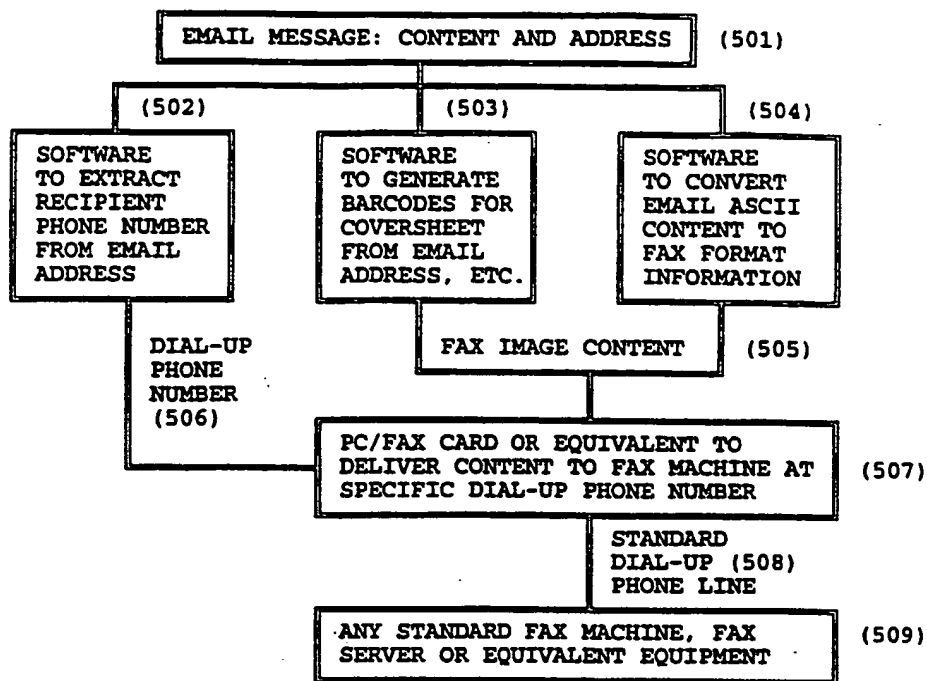 EMAIL MESSAGE: CONTENT AND ADDRESS (501)
(502)
SOFTWARE
TO EXTRACT
RECIPIENT
PHONE NUMBER
FROM EMAIL
ADDRESS
(503)
SOFTWARE
TO GENERATE
BARCODES FOR
COVERSHEET
FROM EMAIL
ADDRESS, ETC.
(504)
SOFTWARE
TO CONVERT
EMAIL ASCII
CONTENT TO
FAX FORMAT
INFORMATION
DIAL-UP
PHONE
NUMBER
(506)
FAX IMAGE CONTENT (505)
PC/FAX CARD OR EQUIVALENT TO
DELIVER CONTENT TO FAX MACHINE AT
SPECIFIC DIAL-UP PHONE NUMBER
(507)
STANDARD
DIAL-UP (508)
PHONE LINE
ANY STANDARD FAX MACHINE, FAX
SERVER OR EQUIVALENT EQUIPMENT
(509)